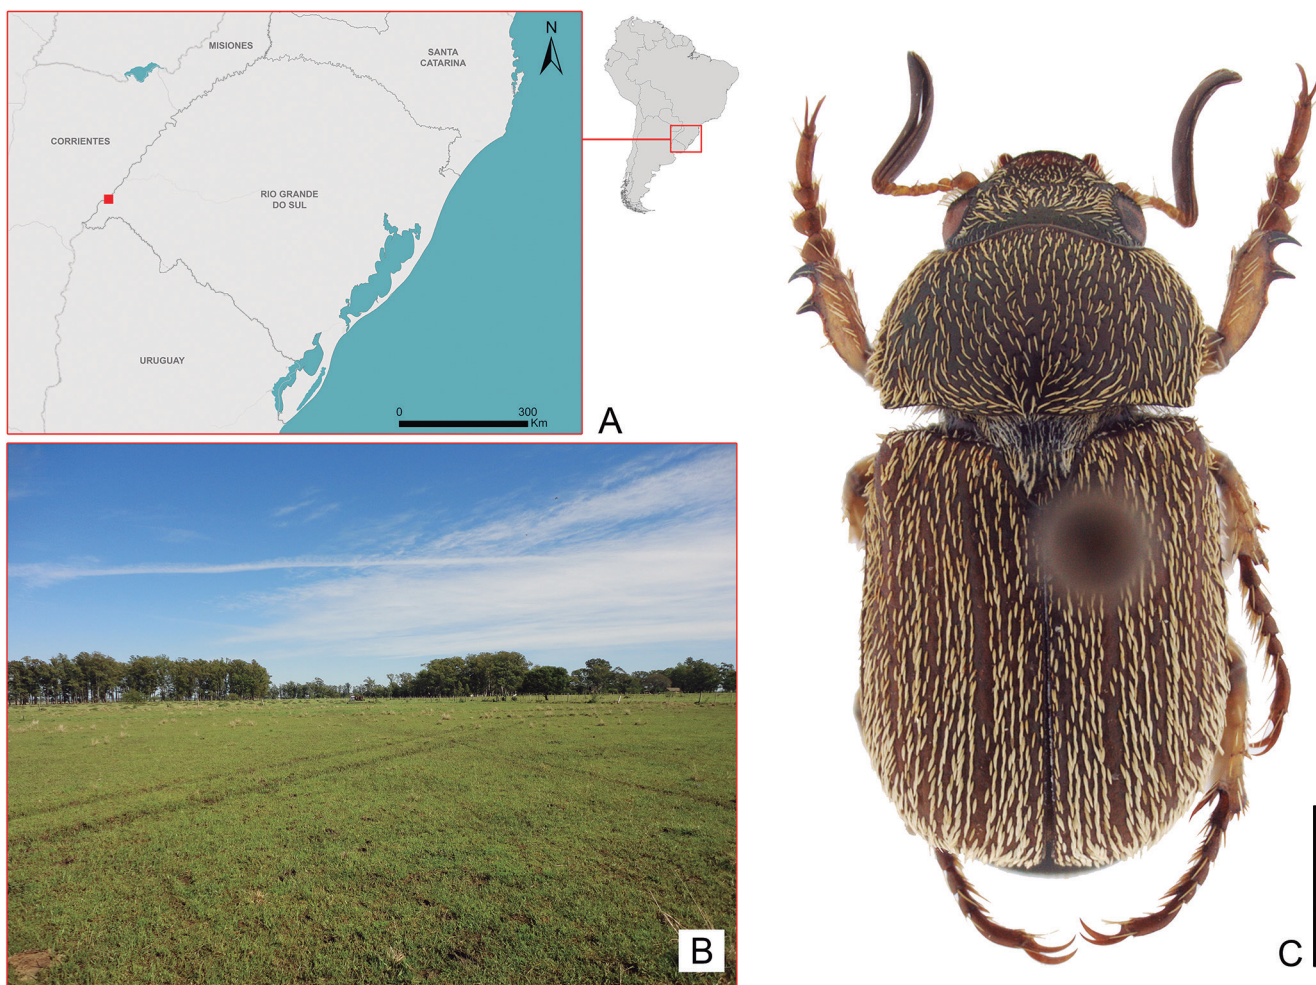 N
MISIONES
SANTA
CATARINA
CORRIENTES
RIO GRANDE
DO SUL
URUGUAY
0 300
Km
A
B
C